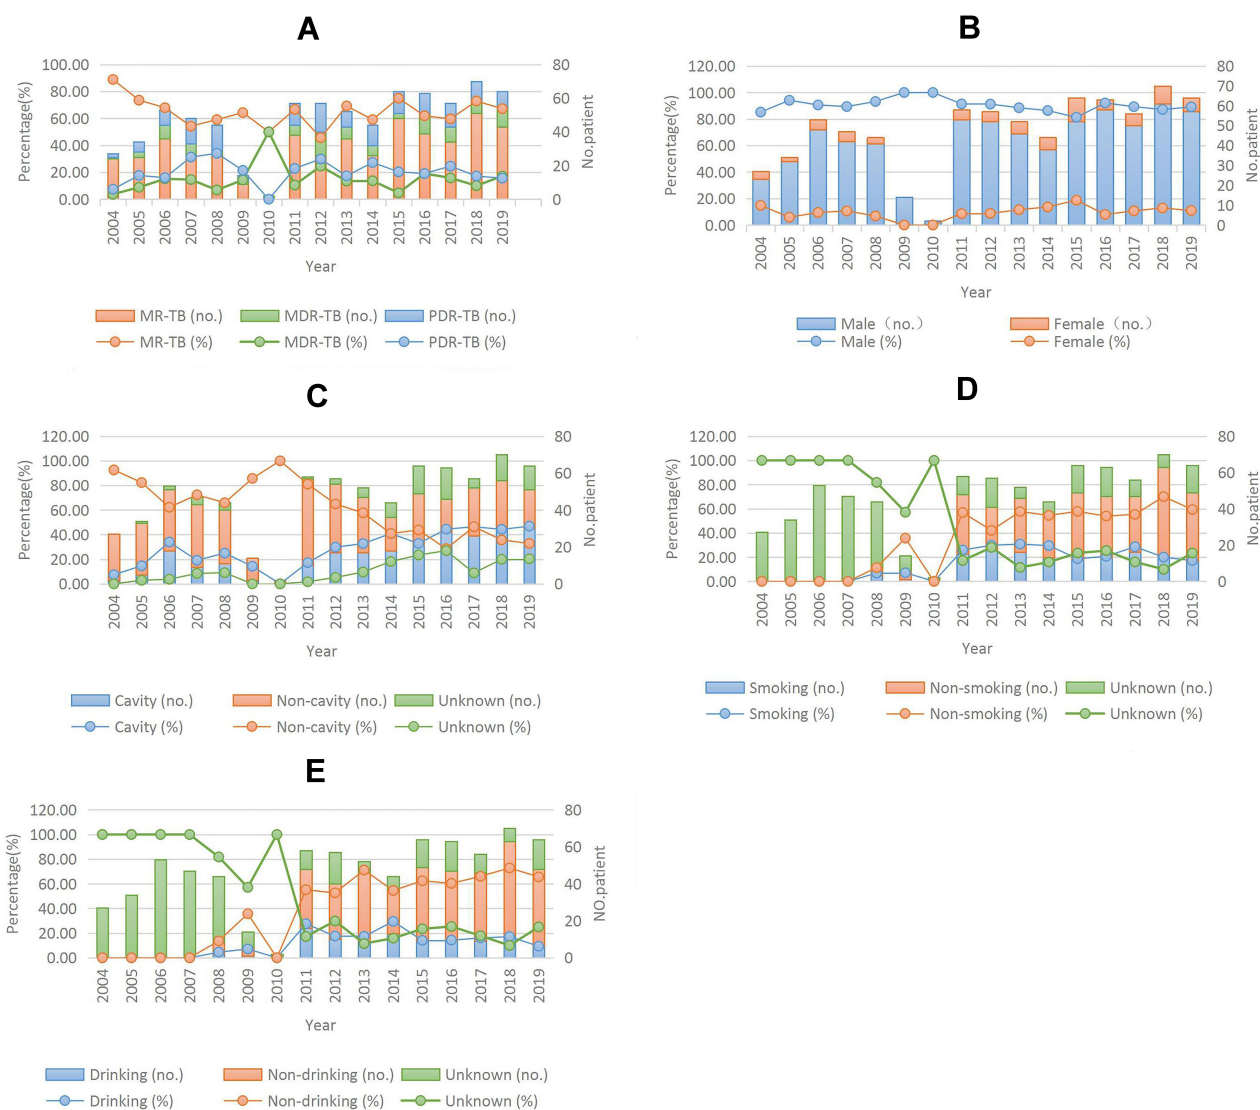 A
Percentage(%)
100.00
80.00
60.00
40.00
20.00
0.00
80
60
40
20
0
No.patient
2004 2005 2006 2007 2008 2009 2010 2011 2012 2013 2014 2015 2016 2017 2018 2019
Year
MR-TB (no.) MDR-TB (no.) PDR-TB (no.)
MR-TB (%) MDR-TB (%) PDR-TB (%)
B
Percentage(%)
120.00
100.00
80.00
60.00
40.00
20.00
0.00
80
70
60
50
40
30
20
10
0
No.patient
2004 2005 2006 2007 2008 2009 2010 2011 2012 2013 2014 2015 2016 2017 2018 2019
Year
Male（no.） Female（no.）
Male (%) Female (%)
C
Percentage(%)
120.00
100.00
80.00
60.00
40.00
20.00
0.00
80
60
40
20
0
No.patient
2004 2005 2006 2007 2008 2009 2010 2011 2012 2013 2014 2015 2016 2017 2018 2019
Year
Cavity (no.) Non-cavity (no.) Unknown (no.)
Cavity (%) Non-cavity (%) Unknown (%)
D
Percentage(%)
120.00
100.00
80.00
60.00
40.00
20.00
0.00
80
60
40
20
0
No.patient
2004 2005 2006 2007 2008 2009 2010 2011 2012 2013 2014 2015 2016 2017 2018 2019
Year
Smoking (no.) Non-smoking (no.) Unknown (no.)
Smoking (%) Non-smoking (%) Unknown (%)
E
Percentage(%)
120.00
100.00
80.00
60.00
40.00
20.00
0.00
80
60
40
20
0
NO.patient
2004 2005 2006 2007 2008 2009 2010 2011 2012 2013 2014 2015 2016 2017 2018 2019
Year
Drinking (no.) Non-drinking (no.) Unknown (no.)
Drinking (%) Non-drinking (%) Unknown (%)